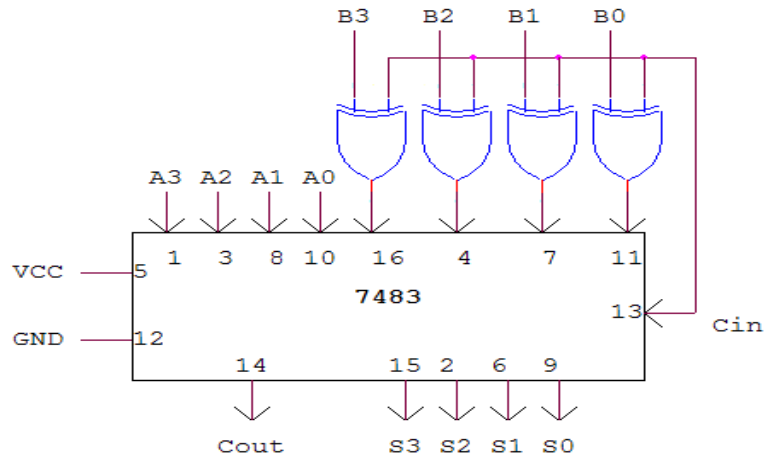 B3 B2 B1 B0
A3 A2 A1 A0
1 3 8 10 16 4 7 11
VCC 5
7483
13
Cin
GND 12
14 15 2 6 9
Cout S3 S2 S1 S0